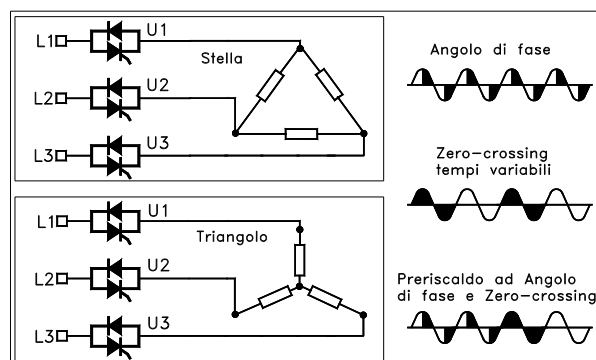 L1 U1
Stella
L2 U2
L3 U3
L1 U1
Triangolo
L2 U2
L3 U3
Angolo di fase
Zero-crossing
tempi variabili
Preriscaldo ad Angolo
di fase e Zero-crossing